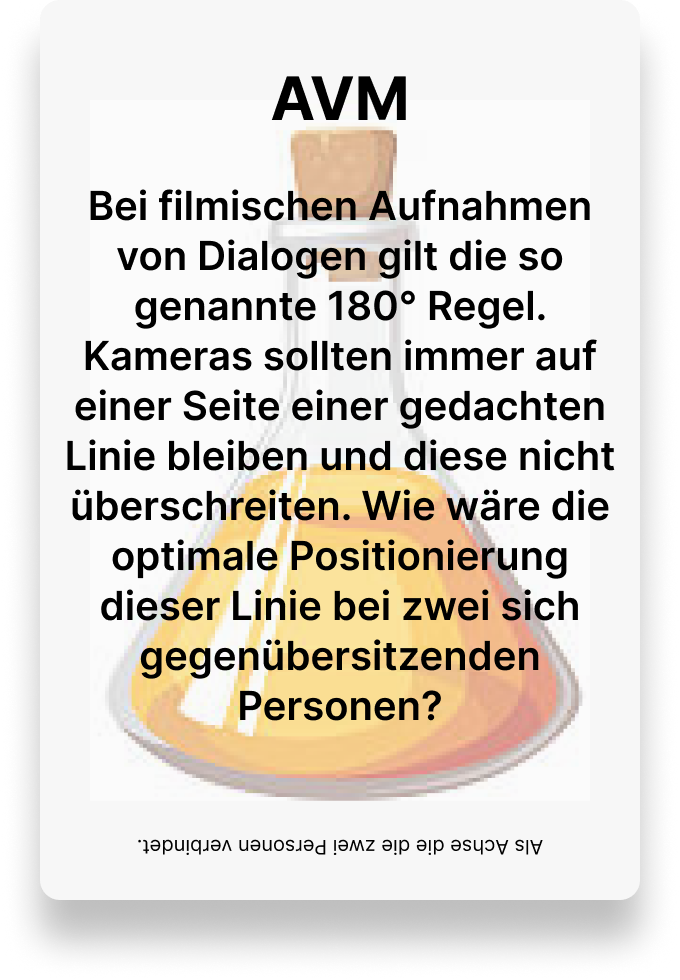 AVM
Bei filmischen Aufnahmen
von Dialogen gilt die so
genannte 180° Regel.
Kameras sollten immer auf
einer Seite einer gedachten
Linie bleiben und diese nicht
überschreiten. Wie wäre die
optimale Positionierung
dieser Linie bei zwei sich
gegenübersitzenden
Personen?
Als Achse die die zwei Personen verbindet.